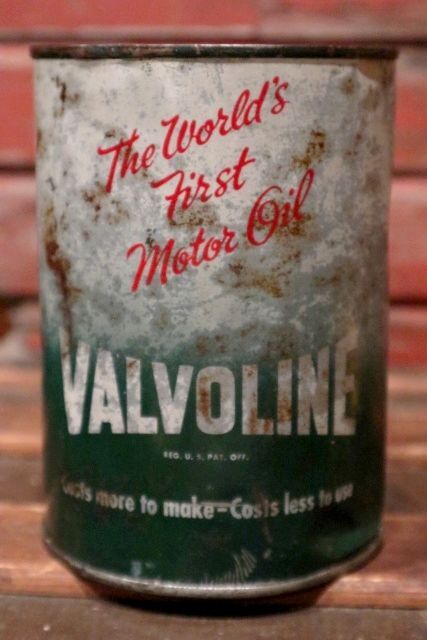 The World's
First
Motor Oil
VALVOLINE
REG. U. S. PAT. OFF.
Costs more to make-Costs less to use